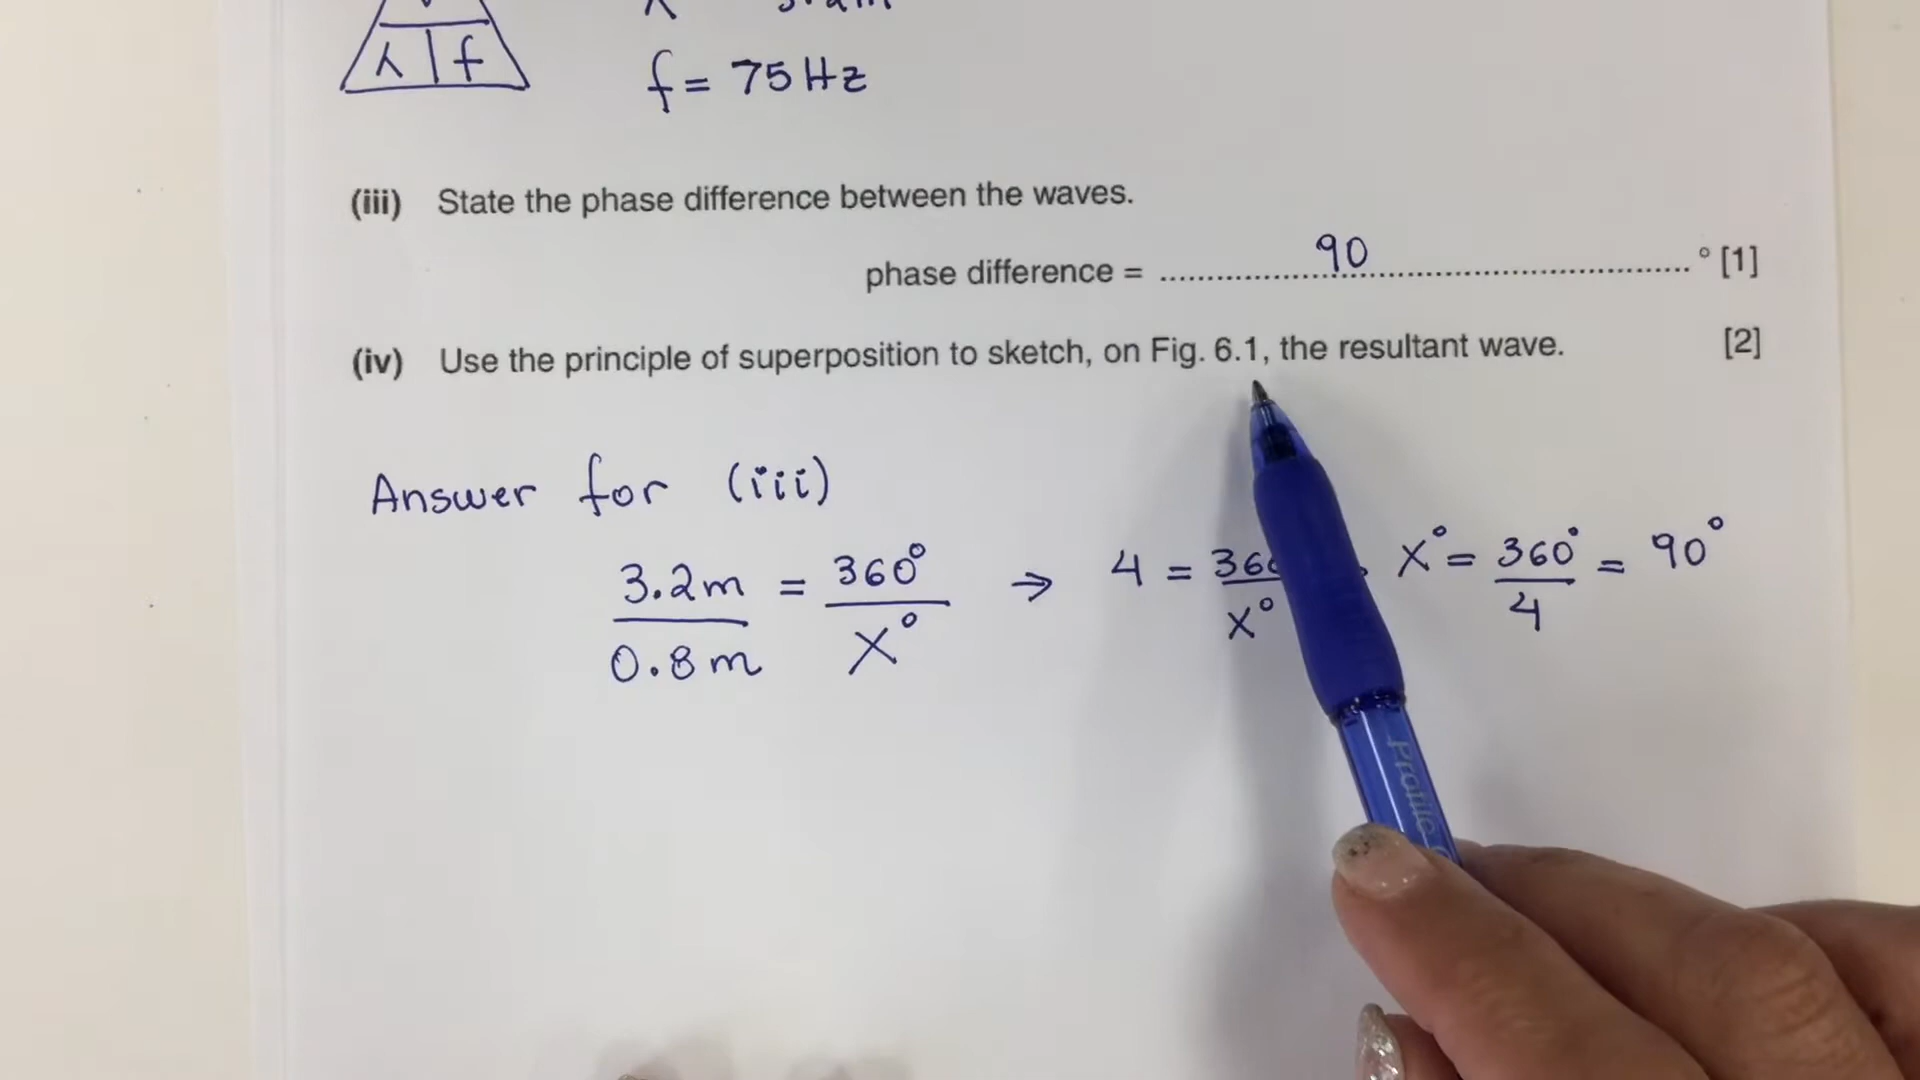 λ f
f = 75 Hz
(iii) State the phase difference between the waves.
phase difference = 90 ° [1]
(iv) Use the principle of superposition to sketch, on Fig. 6.1, the resultant wave. [2]
Answer for (iii)
3.2m / 0.8m = 360° / x° → 4 = / x° x° = 360° / 4 = 90°
Profile